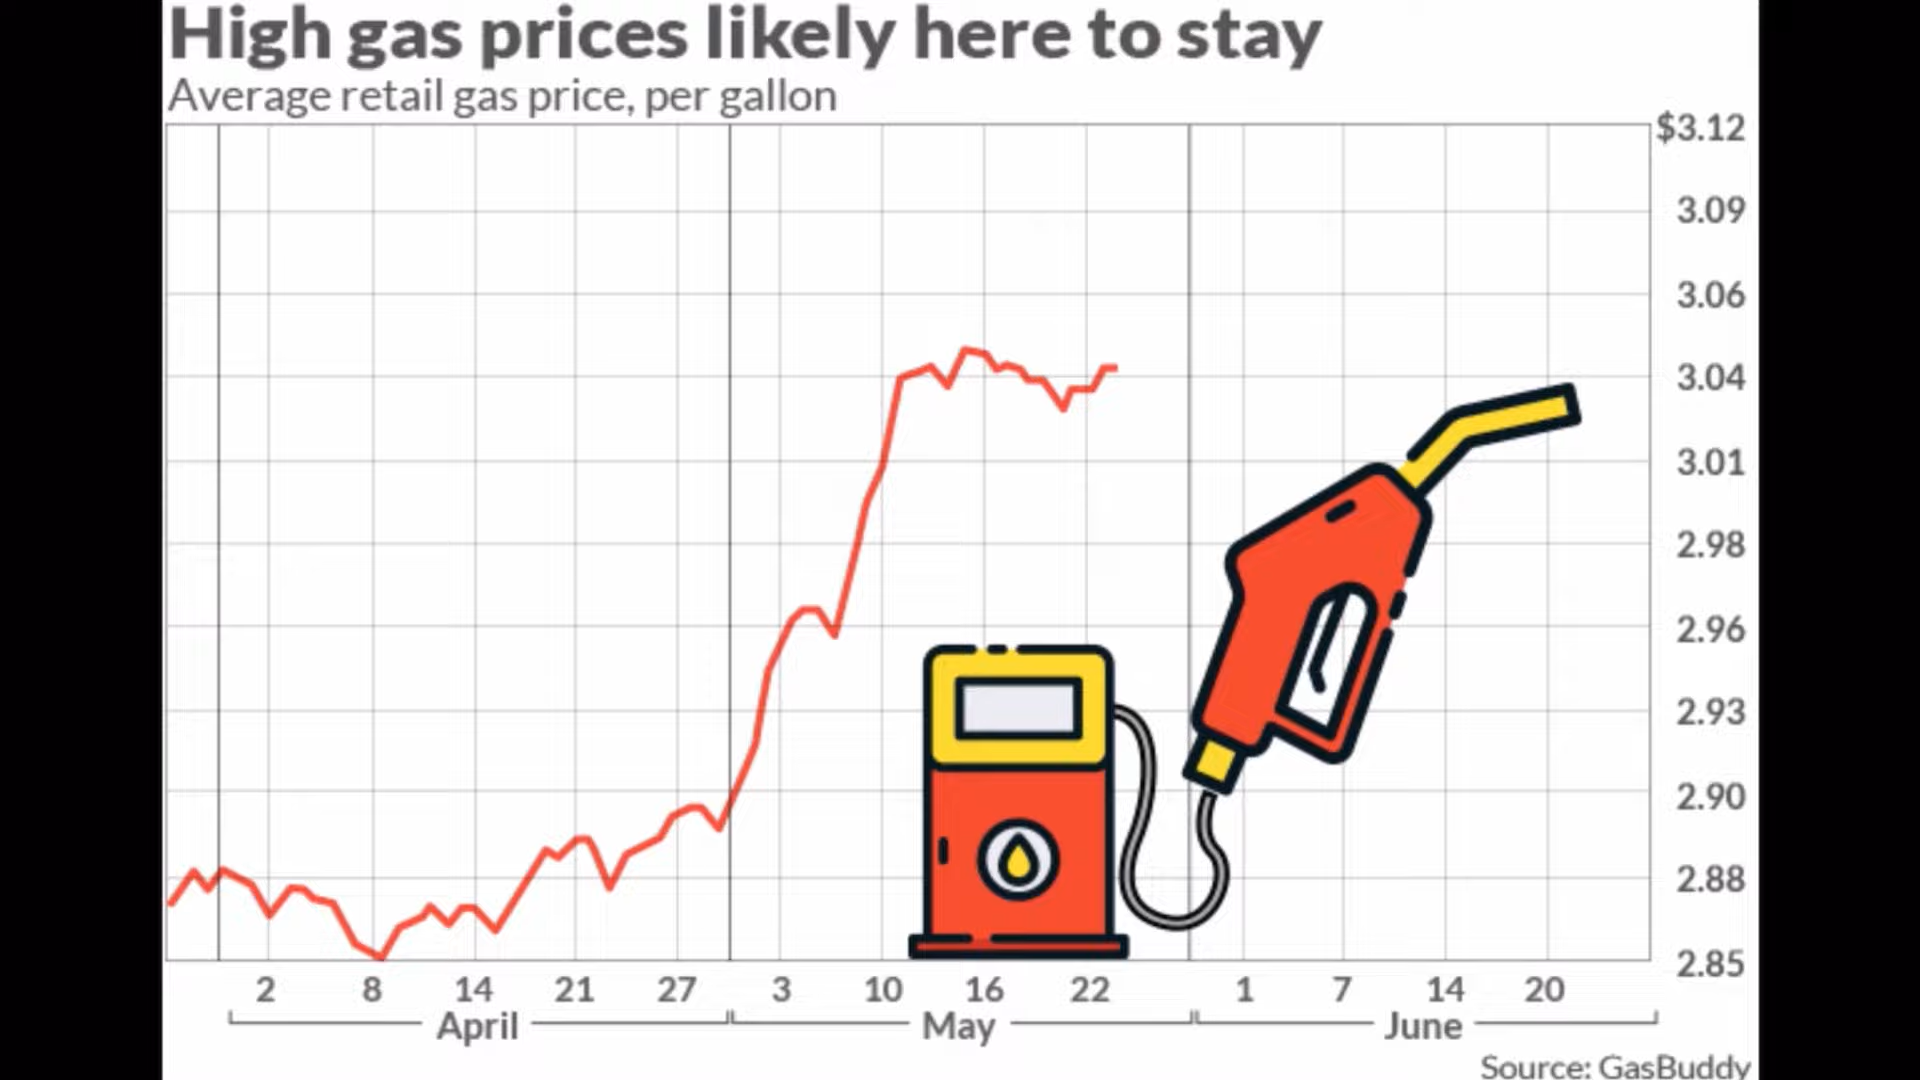 High gas prices likely here to stay
Average retail gas price, per gallon
$3.12
3.09
3.06
3.04
3.01
2.98
2.96
2.93
2.90
2.88
2.85
2 8 14 21 27 3 10 16 22 1 7 14 20
April May June
Source: GasBuddy